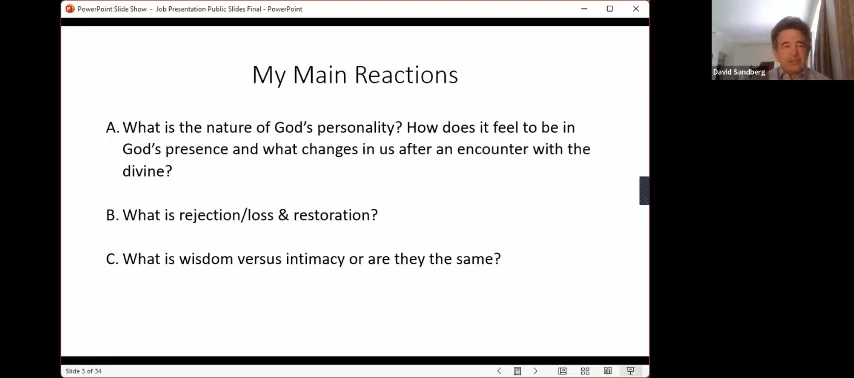 PowerPoint Slide Show - Job Presentation Public Slides Final - PowerPoint
David Sandberg
My Main Reactions
A. What is the nature of God's personality? How does it feel to be in
God's presence and what changes in us after an encounter with the
divine?
B. What is rejection/loss & restoration?
C. What is wisdom versus intimacy or are they the same?
Slide 3 of 34